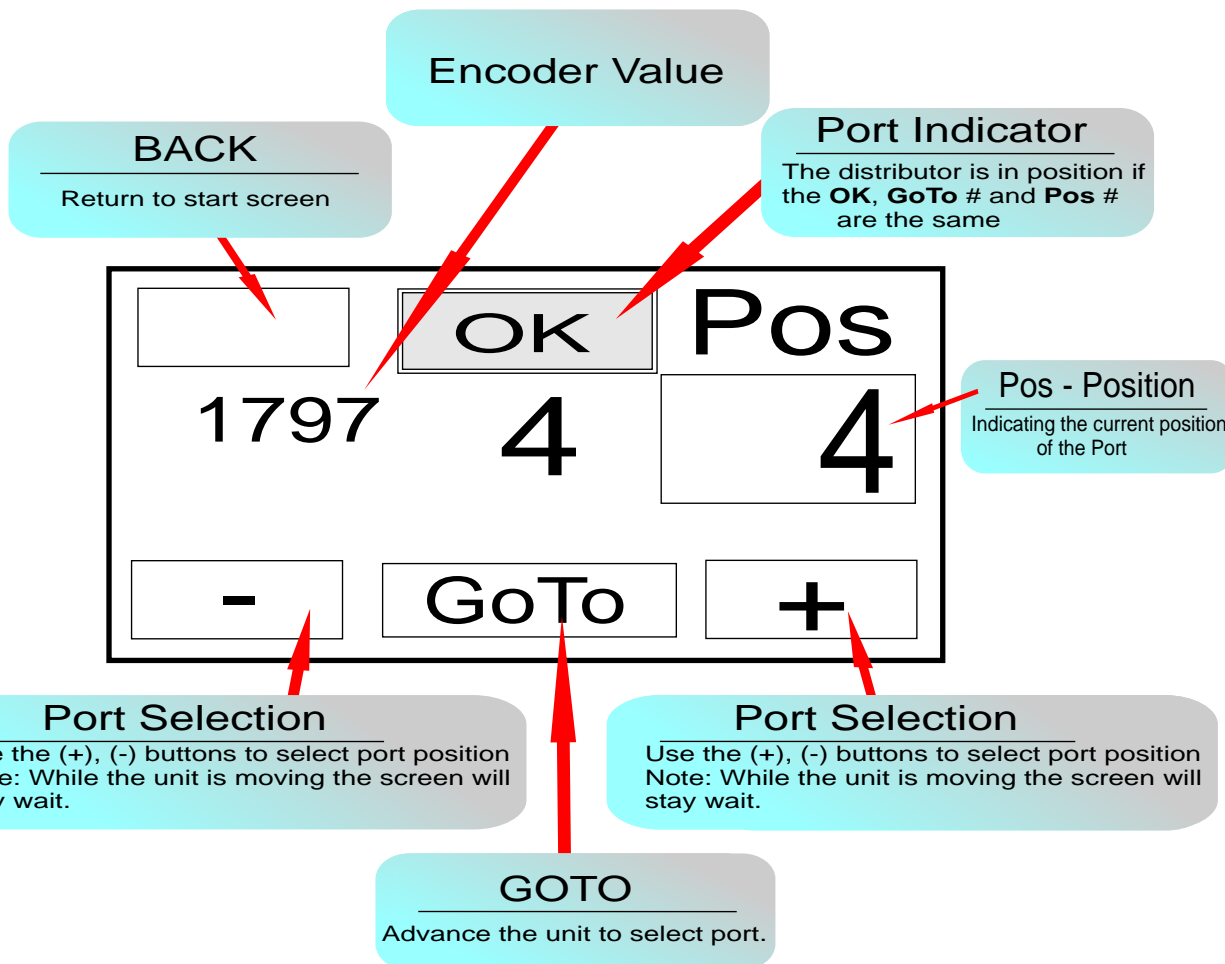 Encoder Value
BACK
Return to start screen
Port Indicator
The distributor is in position if
the OK, GoTo # and Pos #
are the same
OK
Pos
1797
4
4
Pos - Position
Indicating the current position
of the Port
-
GoTo
+
Port Selection
the (+), (-) buttons to select port position
While the unit is moving the screen will
wait.
Port Selection
Use the (+), (-) buttons to select port position
Note: While the unit is moving the screen will
stay wait.
GOTO
Advance the unit to select port.